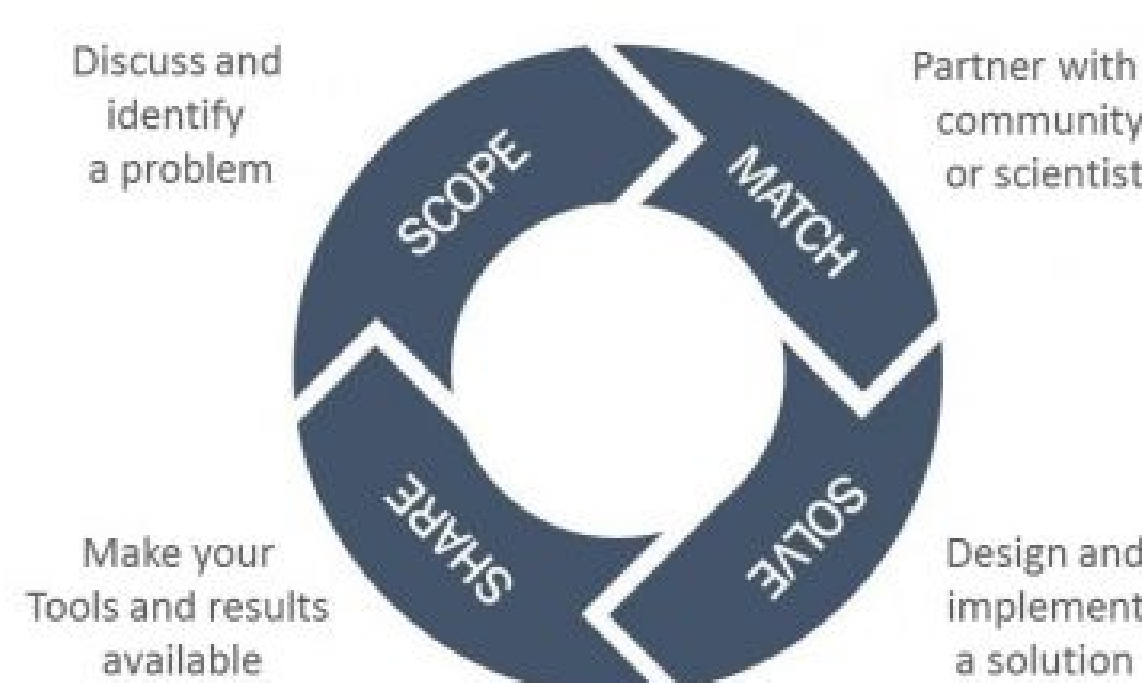 Discuss and
identify
a problem
SCOPE
MATCH
Partner with
community
or scientist
SHARE
SOLVE
Make your
Tools and results
available
Design and
implement
a solution